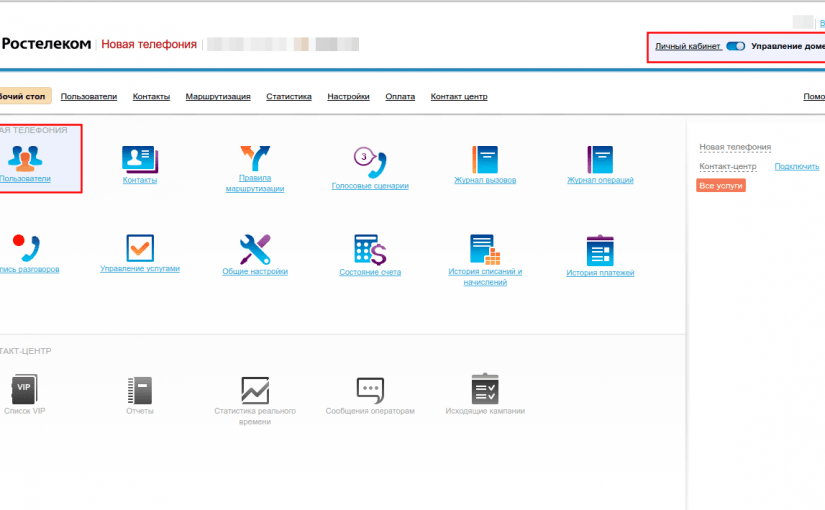 Ростелеком Новая телефония
Личный кабинет Управление доме
бочий стол Пользователи Контакты Маршрутизация Статистика Настройки Оплата Контакт центр Помо
АЯ ТЕЛЕФОНИЯ
Пользователи
Контакты
Правила
маршрутизации
3
Голосовые сценарии
Журнал вызовов
Журнал операций
пись разговоров
Управление услугами
Общие настройки
Состояние счета
История списаний и
начислений
История платежей
Новая телефония
Контакт-центр Подключить
Все услуги
ТАКТ-ЦЕНТР
VIP
Список VIP
Отчеты
Статистика реального
времени
Сообщения операторам
Исходящие кампании